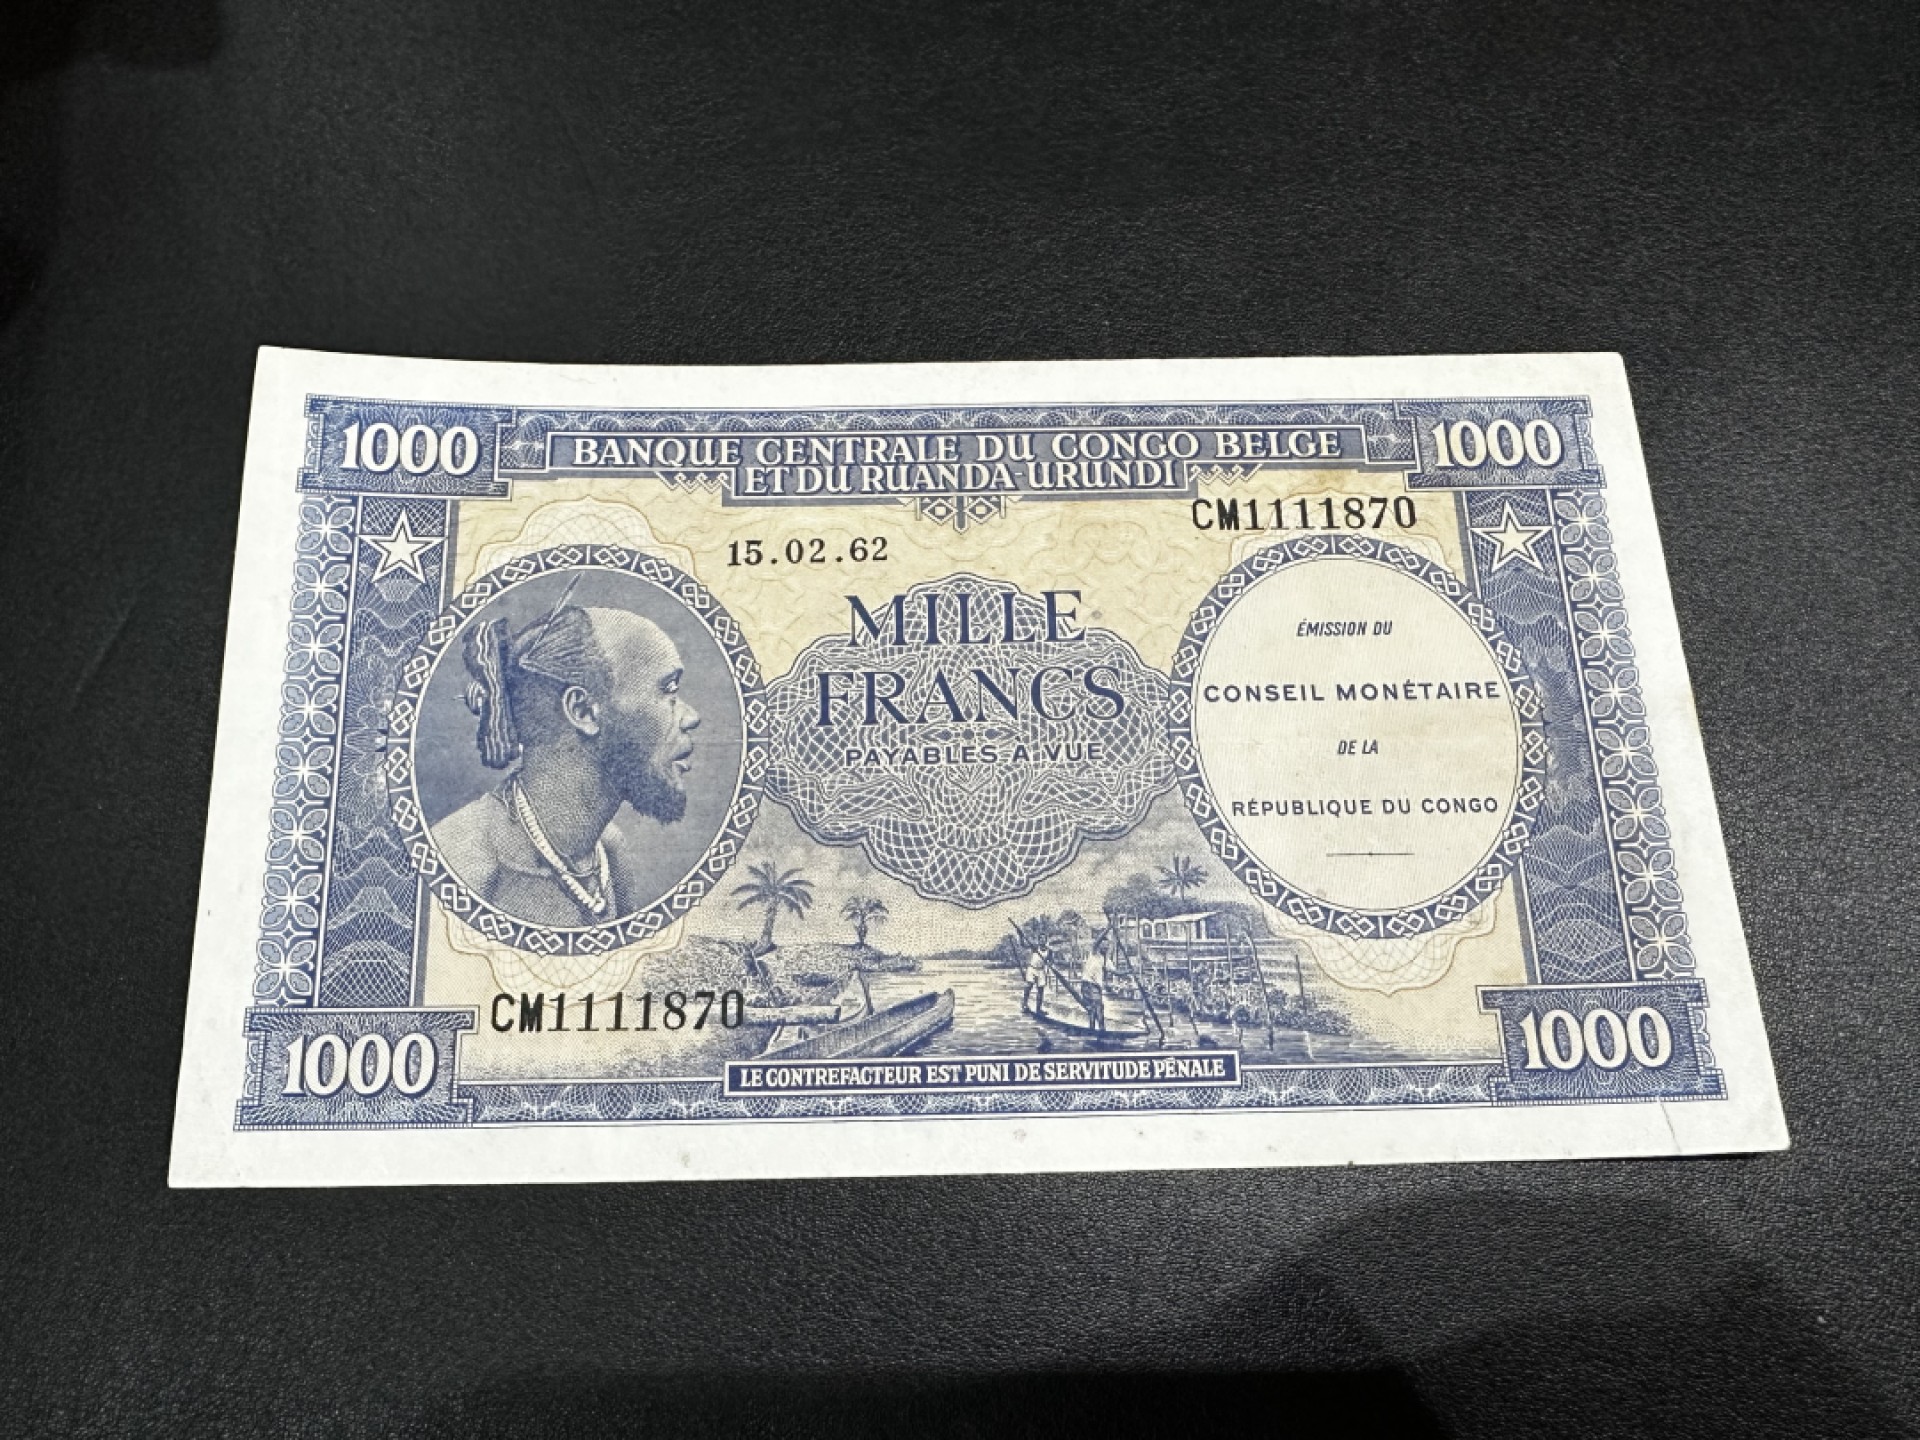 1000
BANQUE CENTRALE DU CONGO BELGE
ET DU RUANDA-URUNDI
1000
CM1111870
15.02.62
MILLE
FRANCS
PAYABLES A VUE
ÉMISSION DU
CONSEIL MONÉTAIRE
DE LA
RÉPUBLIQUE DU CONGO
CM1111870
1000
LE CONTREFACTEUR EST PUNI DE SERVITUDE PÉNALE
1000